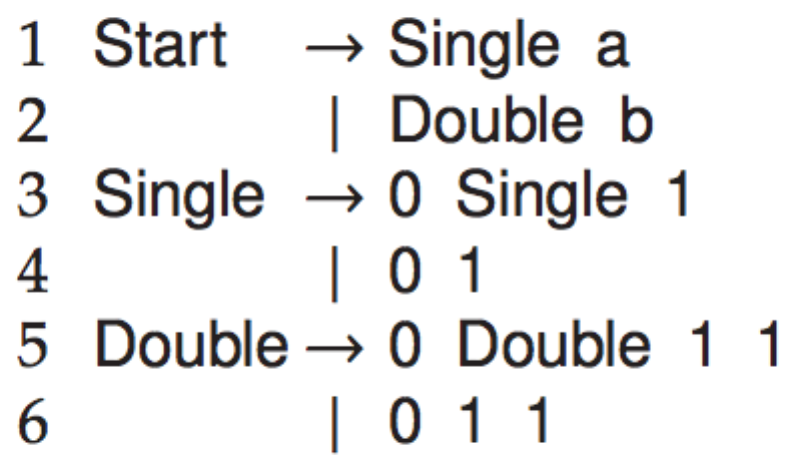 1 Start → Single a
2 | Double b
3 Single → 0 Single 1
4 | 0 1
5 Double → 0 Double 1 1
6 | 0 1 1